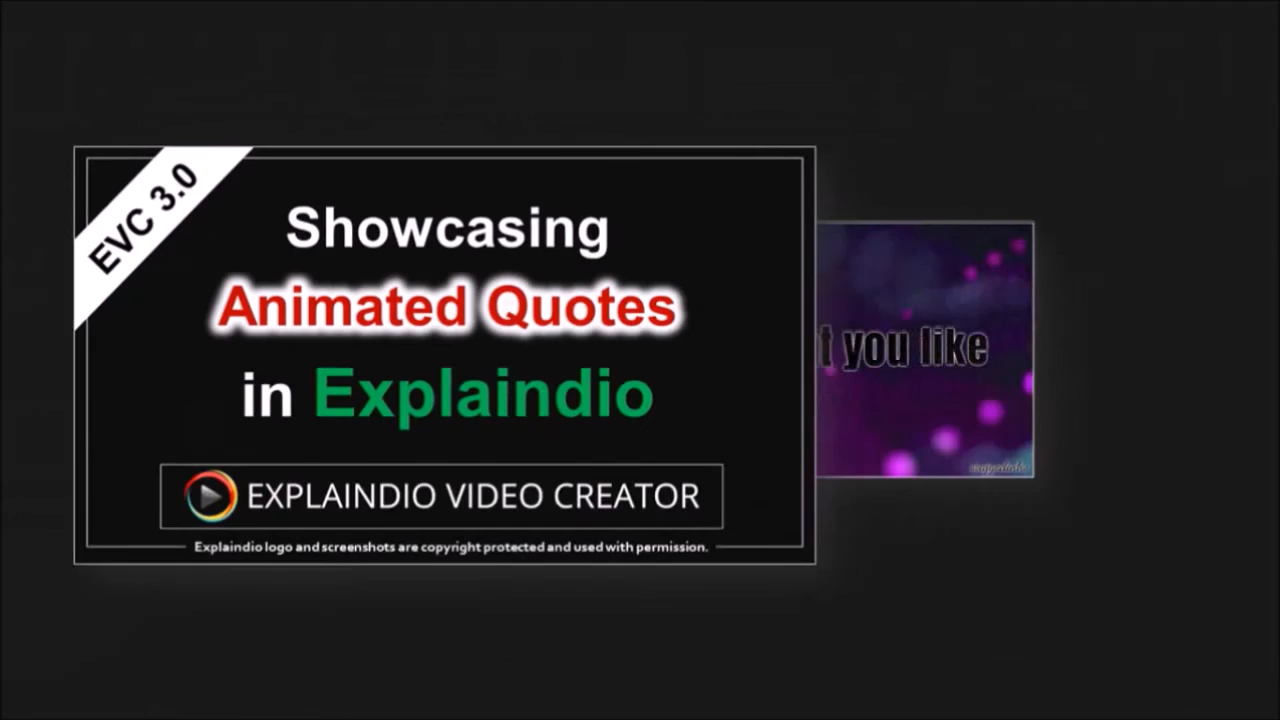 EVC 3.0
Showcasing
Animated Quotes
in Explaindio
EXPLAINDIO VIDEO CREATOR
Explaindio logo and screenshots are copyright protected and used with permission.
t you like